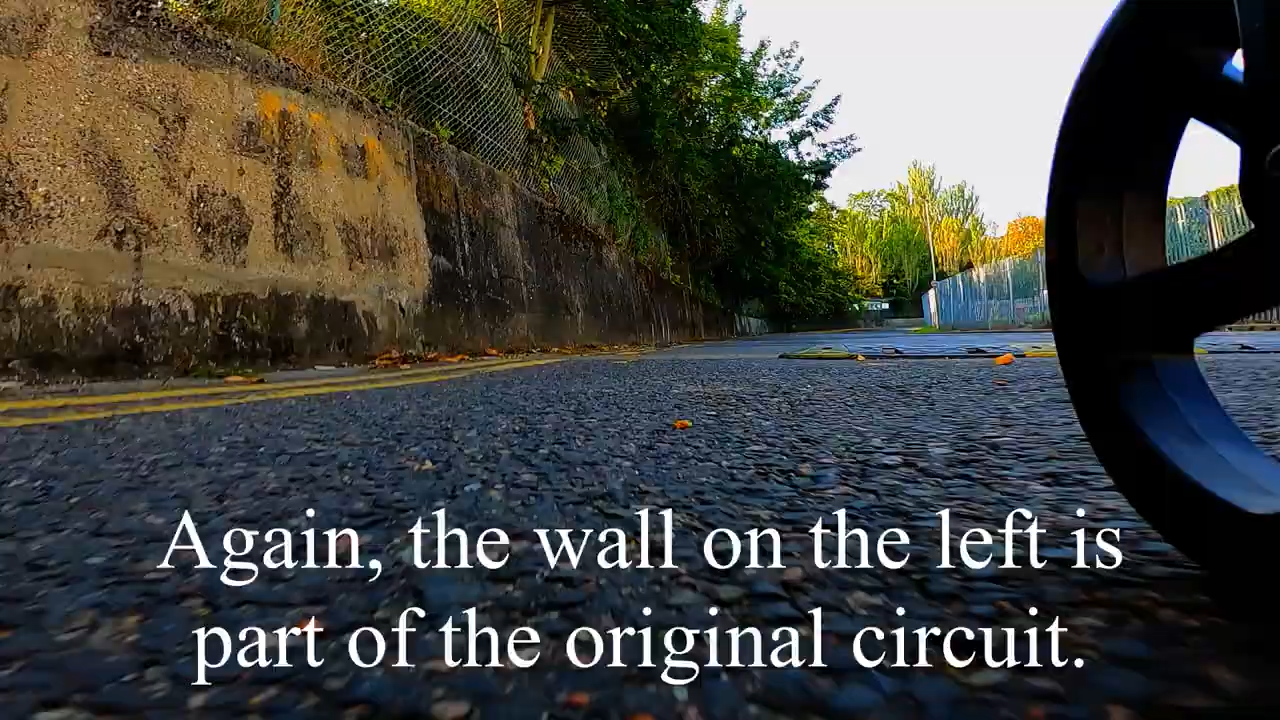 Again, the wall on the left is
part of the original circuit.